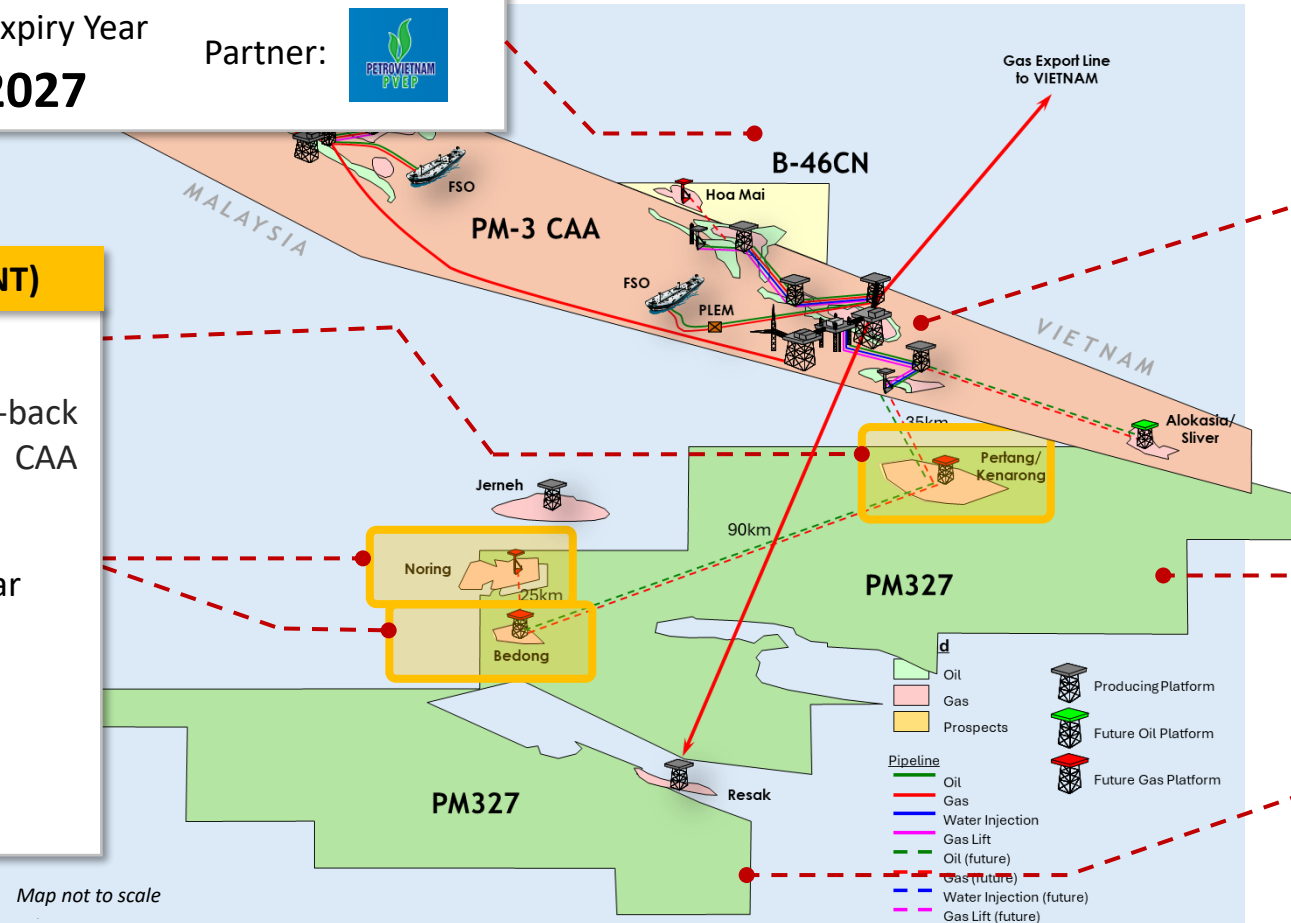 xpiry Year
2027
Partner:
PETROVIETNAM
PVEP
Gas Export Line
to VIETNAM
B-46CN
MALAYSIA
FSO
Hoa Mai
PM-3 CAA
NT)
FSO
PLEM
VIETNAM
-back
CAA
35km
Alokasia/
Sliver
Pertang/
Kenarong
Jerneh
90km
Noring
25km
ar
PM327
Bedong
d
Oil
Gas
Prospects
Producing Platform
Future Oil Platform
Future Gas Platform
Pipeline
Oil
Gas
Water Injection
Gas Lift
Oil (future)
Gas (future)
Water Injection (future)
Gas Lift (future)
Resak
PM327
Map not to scale